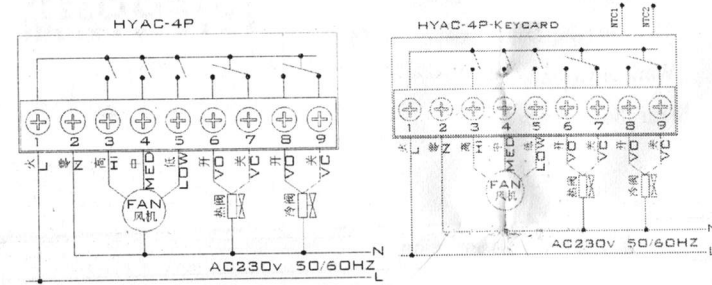 HYAC-4P
1 2 3 4 5 6 7 8 9
火 零 高 中 低 开 关 开 关
L N Hi MED LOW VO VC VO VC
FAN
风机
热阀
冷阀
N
AC230v 50/60HZ
L
NTC1 NTC2
HYAC-4P-KEYCARD
1 2 3 4 5 6 7 8 9
火 零 高 中 低 开 关 开 关
L N Hi MED LOW VO VC VO VC
FAN
风机
热阀
冷阀
N
AC230v 50/60HZ
L